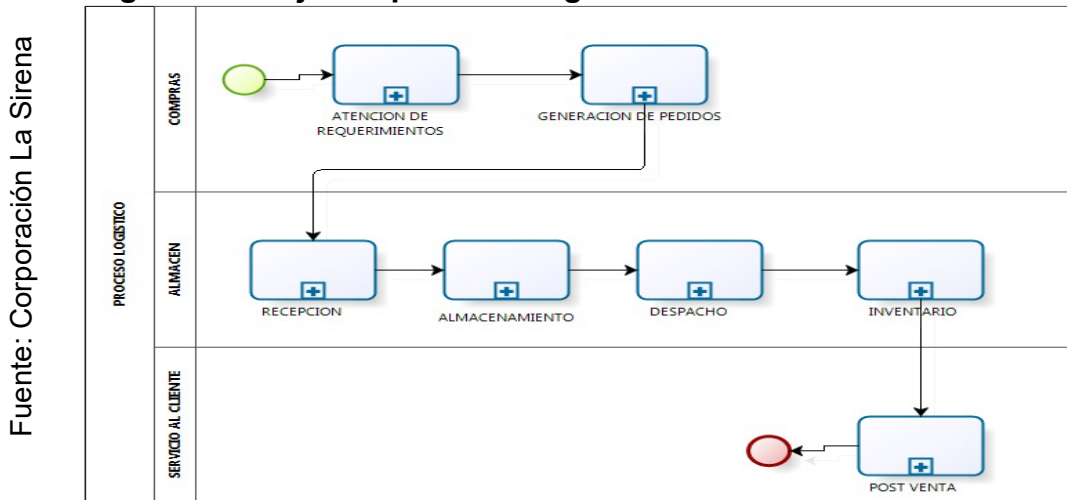 Fuente: Corporación La Sirena
PROCESO LOGISTICO
COMPRAS
ATENCION DE
REQUERIMIENTOS
GENERACION DE PEDIDOS
ALMACEN
RECEPCION
ALMACENAMIENTO
DESPACHO
INVENTARIO
SERVICIO AL CLIENTE
POST VENTA